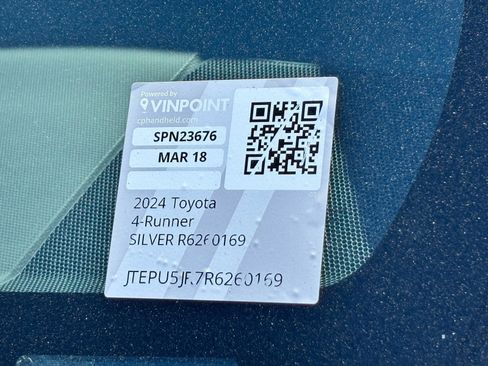 Powered by
VINPOINT
cphandheld.com
SPN23676
MAR 18
2024 Toyota
4-Runner
SILVER R6260169
JTEPU5JR7R6260169